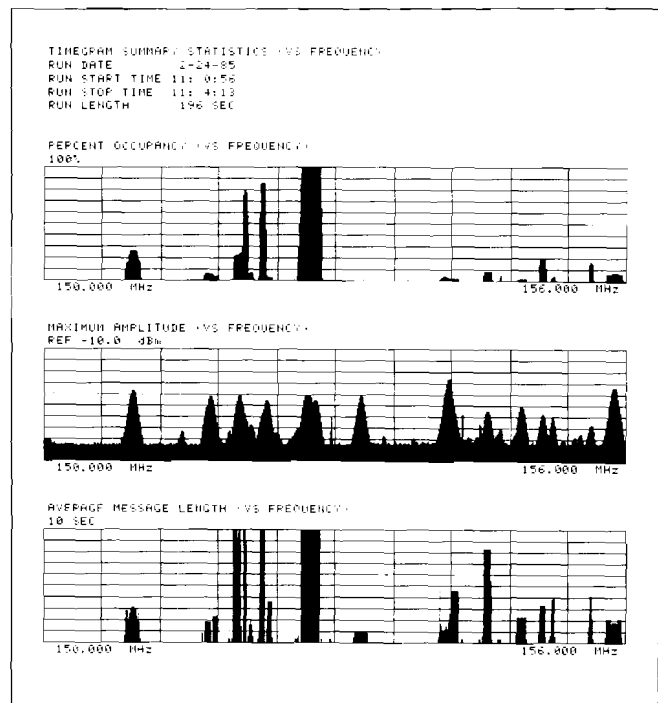 TIMEGRAM SUMMARY STATISTICS (VS FREQUENCY)
RUN DATE 2-24-85
RUN START TIME 11: 0:56
RUN STOP TIME 11: 4:13
RUN LENGTH 196 SEC
PERCENT OCCUPANCY (VS FREQUENCY)
100%
150.000 MHz
156.000 MHz
MAXIMUM AMPLITUDE (VS FREQUENCY)
REF -10.0 dBm
150.000 MHz
156.000 MHz
AVERAGE MESSAGE LENGTH (VS FREQUENCY)
10 SEC
150.000 MHz
156.000 MHz